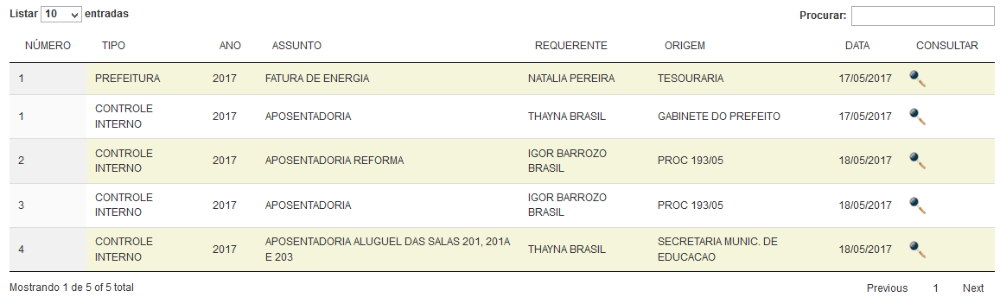 Listar 10 entradas Procurar:
NÚMERO TIPO ANO ASSUNTO REQUERENTE ORIGEM DATA CONSULTAR
1 PREFEITURA 2017 FATURA DE ENERGIA NATALIA PEREIRA TESOURARIA 17/05/2017
1 CONTROLE INTERNO 2017 APOSENTADORIA THAYNA BRASIL GABINETE DO PREFEITO 17/05/2017
2 CONTROLE INTERNO 2017 APOSENTADORIA REFORMA IGOR BARROZO BRASIL PROC 193/05 18/05/2017
3 CONTROLE INTERNO 2017 APOSENTADORIA IGOR BARROZO BRASIL PROC 193/05 18/05/2017
4 CONTROLE INTERNO 2017 APOSENTADORIA ALUGUEL DAS SALAS 201, 201A E 203 THAYNA BRASIL SECRETARIA MUNIC. DE EDUCACAO 18/05/2017
Mostrando 1 de 5 of 5 total Previous 1 Next